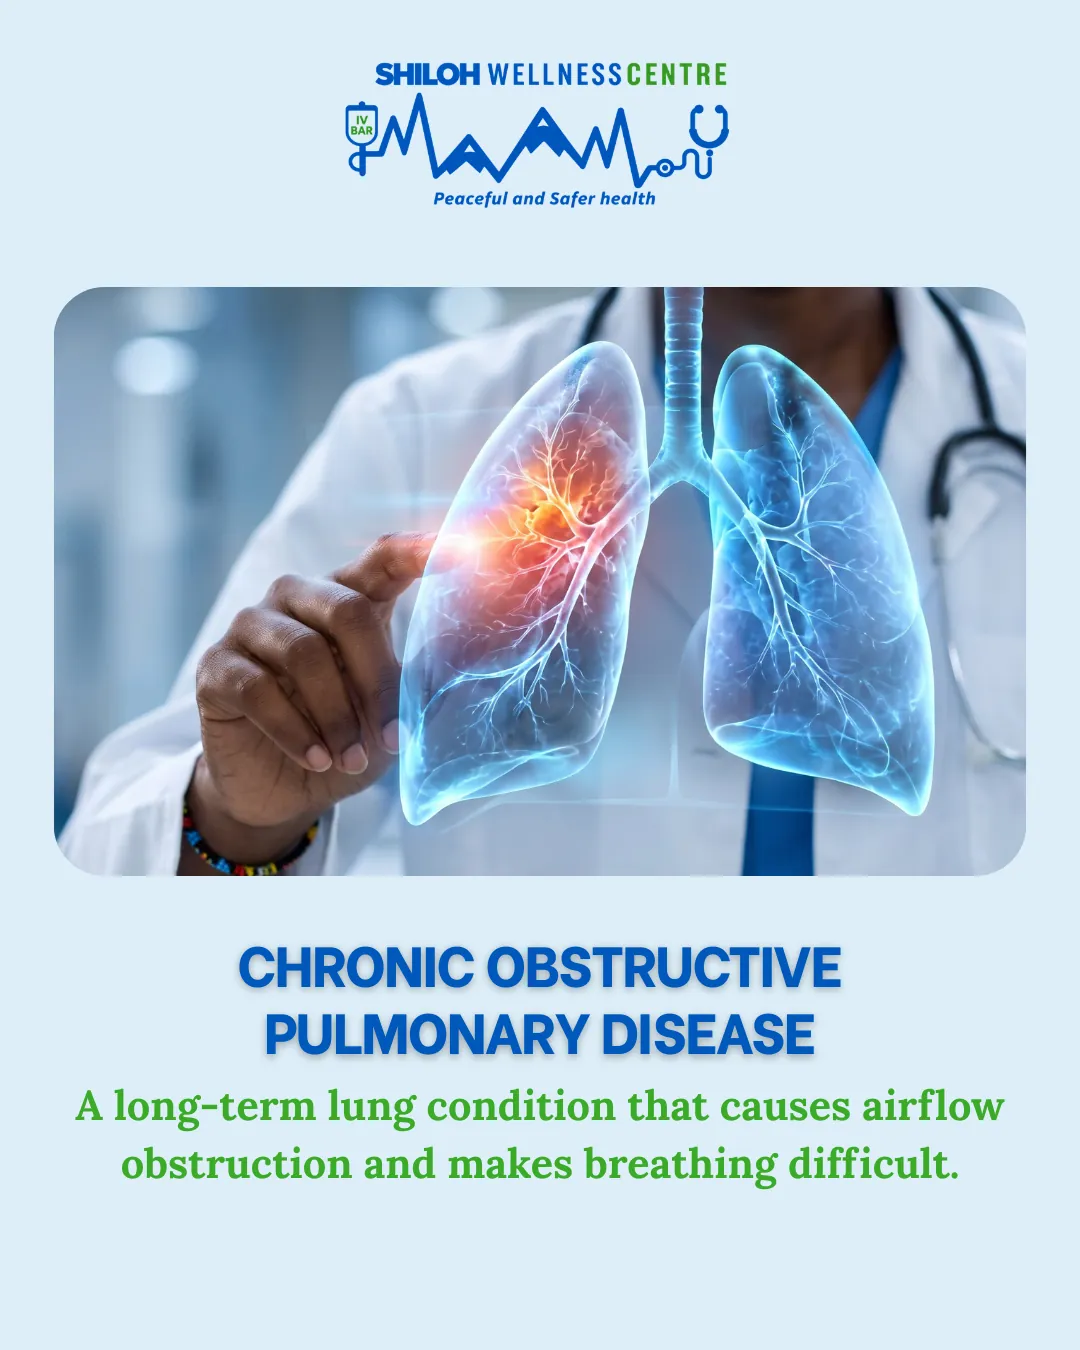 SHILOH WELLNESS CENTRE
IV
BAR
Peaceful and Safer health
CHRONIC OBSTRUCTIVE
PULMONARY DISEASE
A long-term lung condition that causes airflow
obstruction and makes breathing difficult.